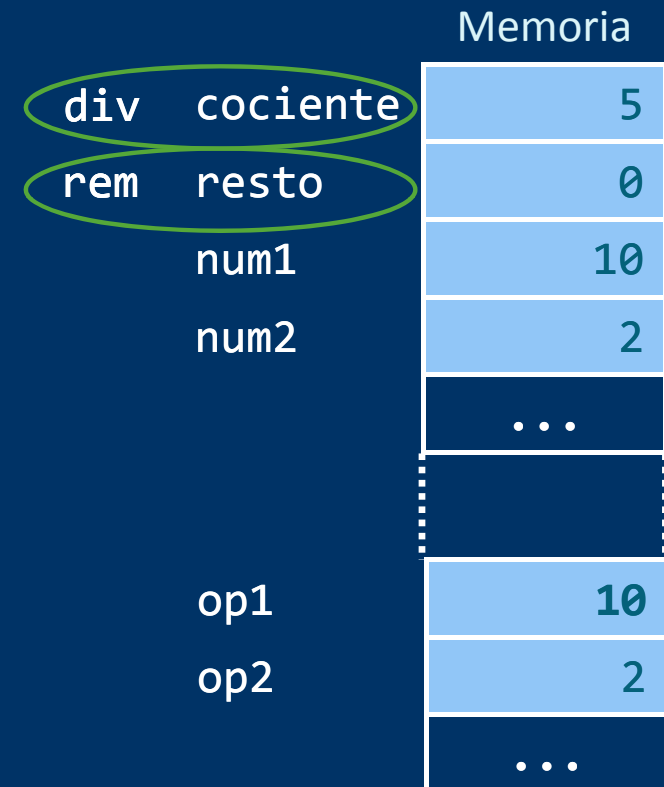 Memoria
div cociente 5
rem resto 0
num1 10
num2 2
...
op1 10
op2 2
...